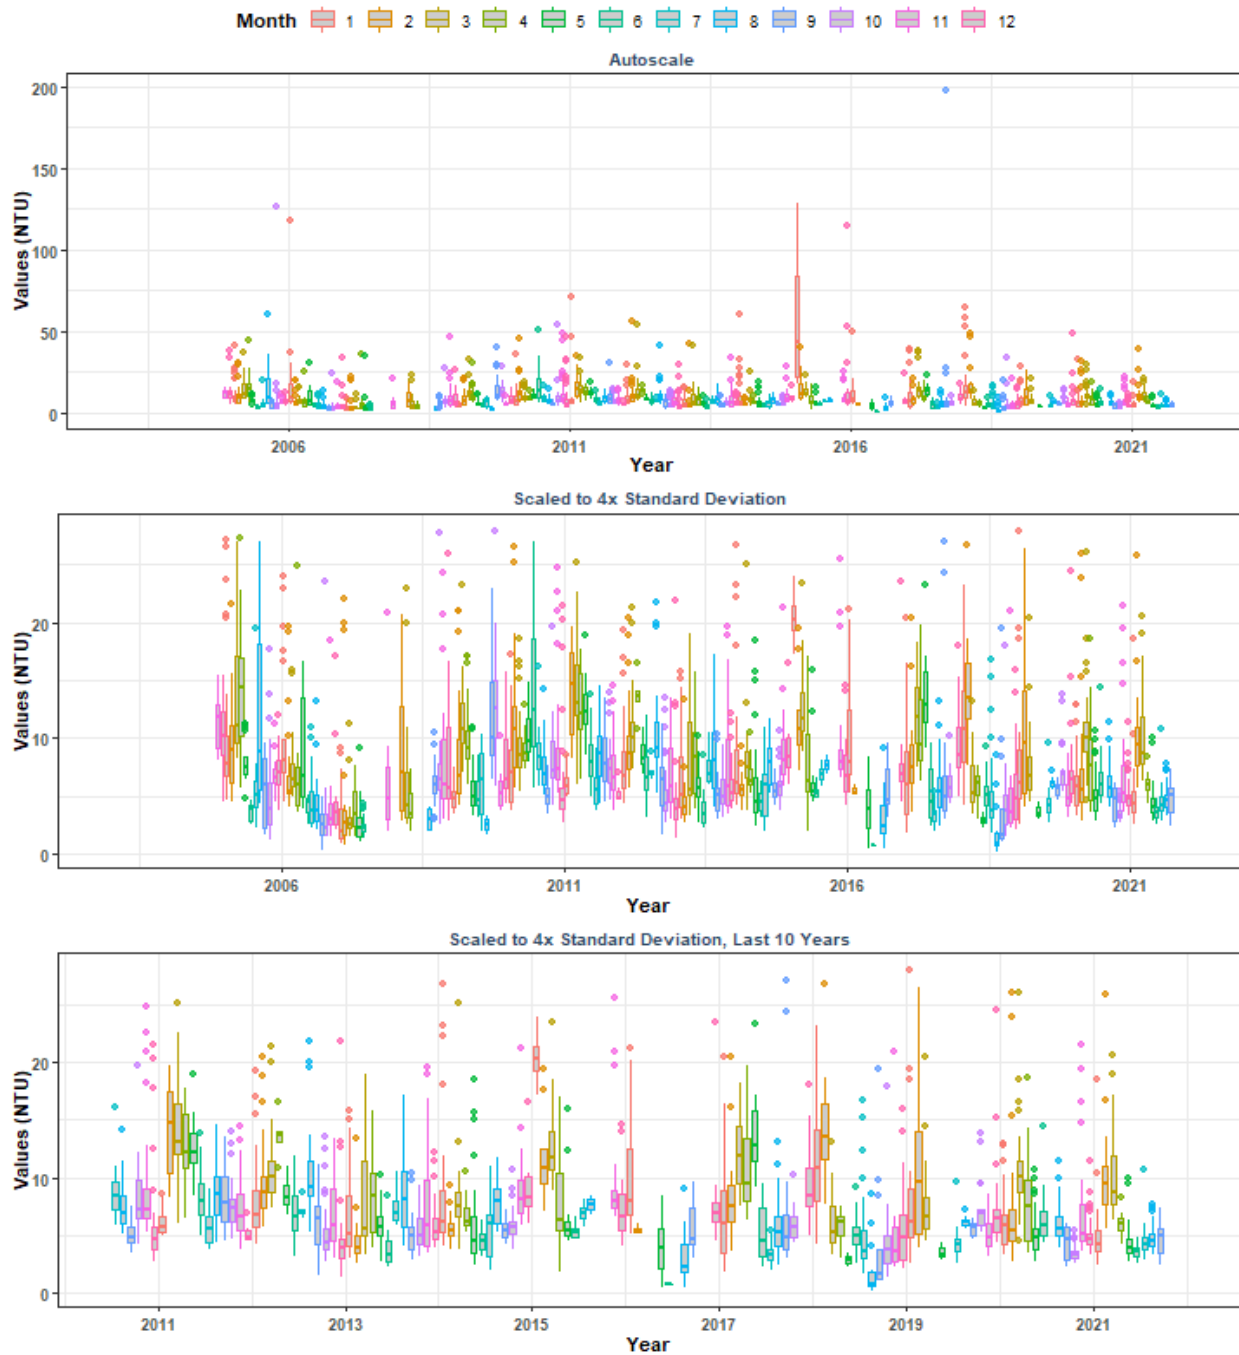 Month 1 2 3 4 5 6 7 8 9 10 11 12
Autoscale
Values (NTU)
200
150
100
50
0
2006 2011 2016 2021
Year
Scaled to 4x Standard Deviation
Values (NTU)
20
10
0
2006 2011 2016 2021
Year
Scaled to 4x Standard Deviation, Last 10 Years
Values (NTU)
20
10
0
2011 2013 2015 2017 2019 2021
Year